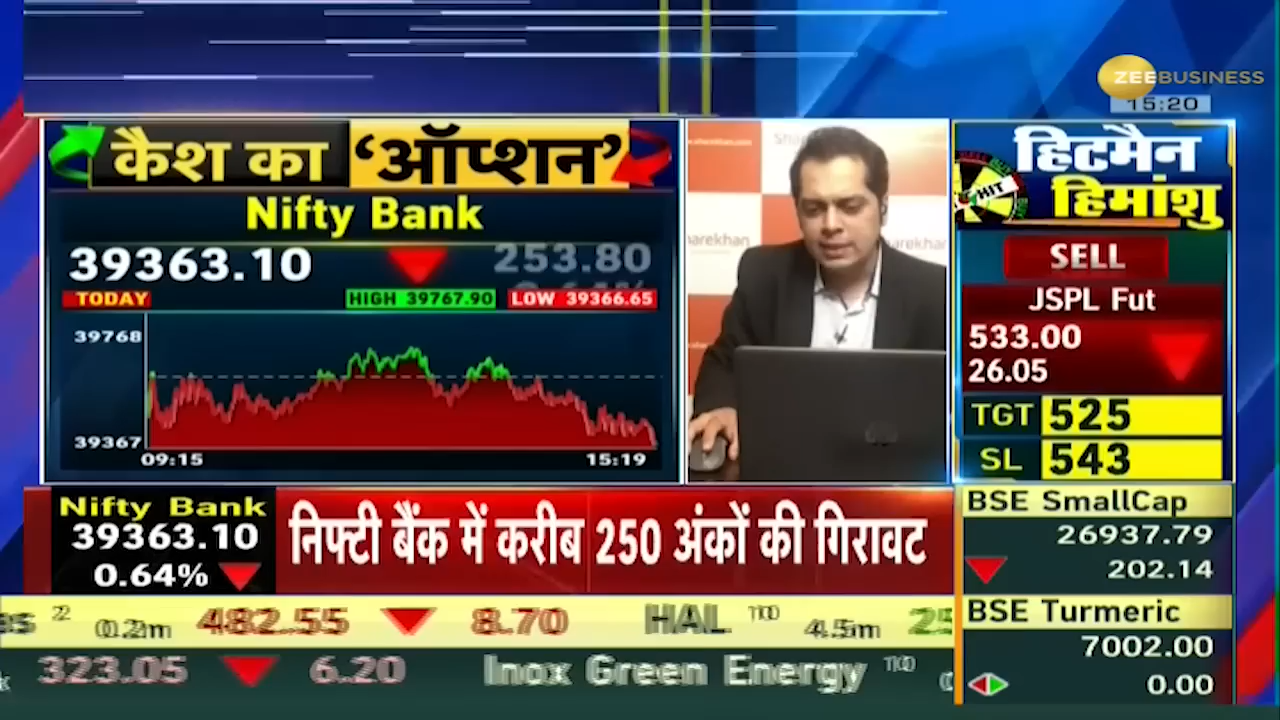 ZEEBUSINESS
15:20
कैश का 'ऑप्शन'
Nifty Bank
39363.10 253.80
TODAY HIGH 39767.90 LOW 39366.65
39768
39367
09:15 15:19
arekhan
हिटमैन
HIT हिमांशु
SELL
JSPL Fut
533.00
26.05
TGT 525
SL 543
Nifty Bank
39363.10
0.64%
निफ्टी बैंक में करीब 250 अंकों की गिरावट
BSE SmallCap
26937.79
202.14
BSE Turmeric
7002.00
0.00
0.2m 482.55 8.70 HAL 4.5m
323.05 6.20 Inox Green Energy